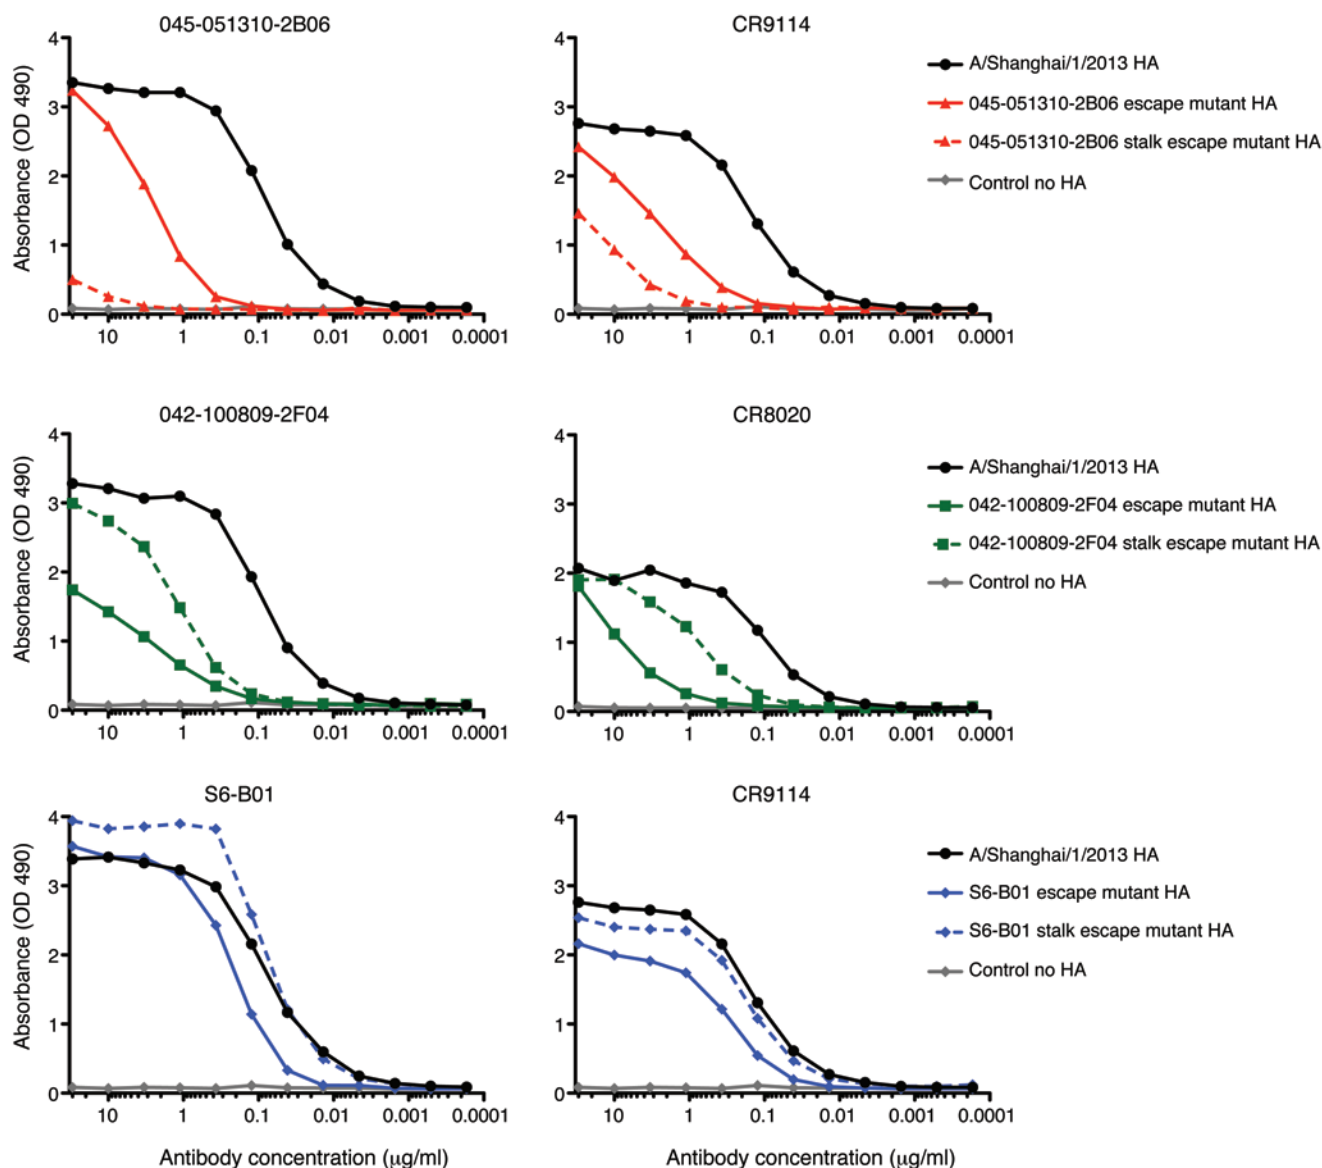 045-051310-2B06
CR9114
Absorbance (OD 490)
4
3
2
1
0
10 1 0.1 0.01 0.001 0.0001
4
3
2
1
0
10 1 0.1 0.01 0.001 0.0001
A/Shanghai/1/2013 HA
045-051310-2B06 escape mutant HA
045-051310-2B06 stalk escape mutant HA
Control no HA
042-100809-2F04
CR8020
Absorbance (OD 490)
4
3
2
1
0
10 1 0.1 0.01 0.001 0.0001
4
3
2
1
0
10 1 0.1 0.01 0.001 0.0001
A/Shanghai/1/2013 HA
042-100809-2F04 escape mutant HA
042-100809-2F04 stalk escape mutant HA
Control no HA
S6-B01
CR9114
Absorbance (OD 490)
4
3
2
1
0
10 1 0.1 0.01 0.001 0.0001
4
3
2
1
0
10 1 0.1 0.01 0.001 0.0001
A/Shanghai/1/2013 HA
S6-B01 escape mutant HA
S6-B01 stalk escape mutant HA
Control no HA
Antibody concentration (μg/ml)
Antibody concentration (μg/ml)